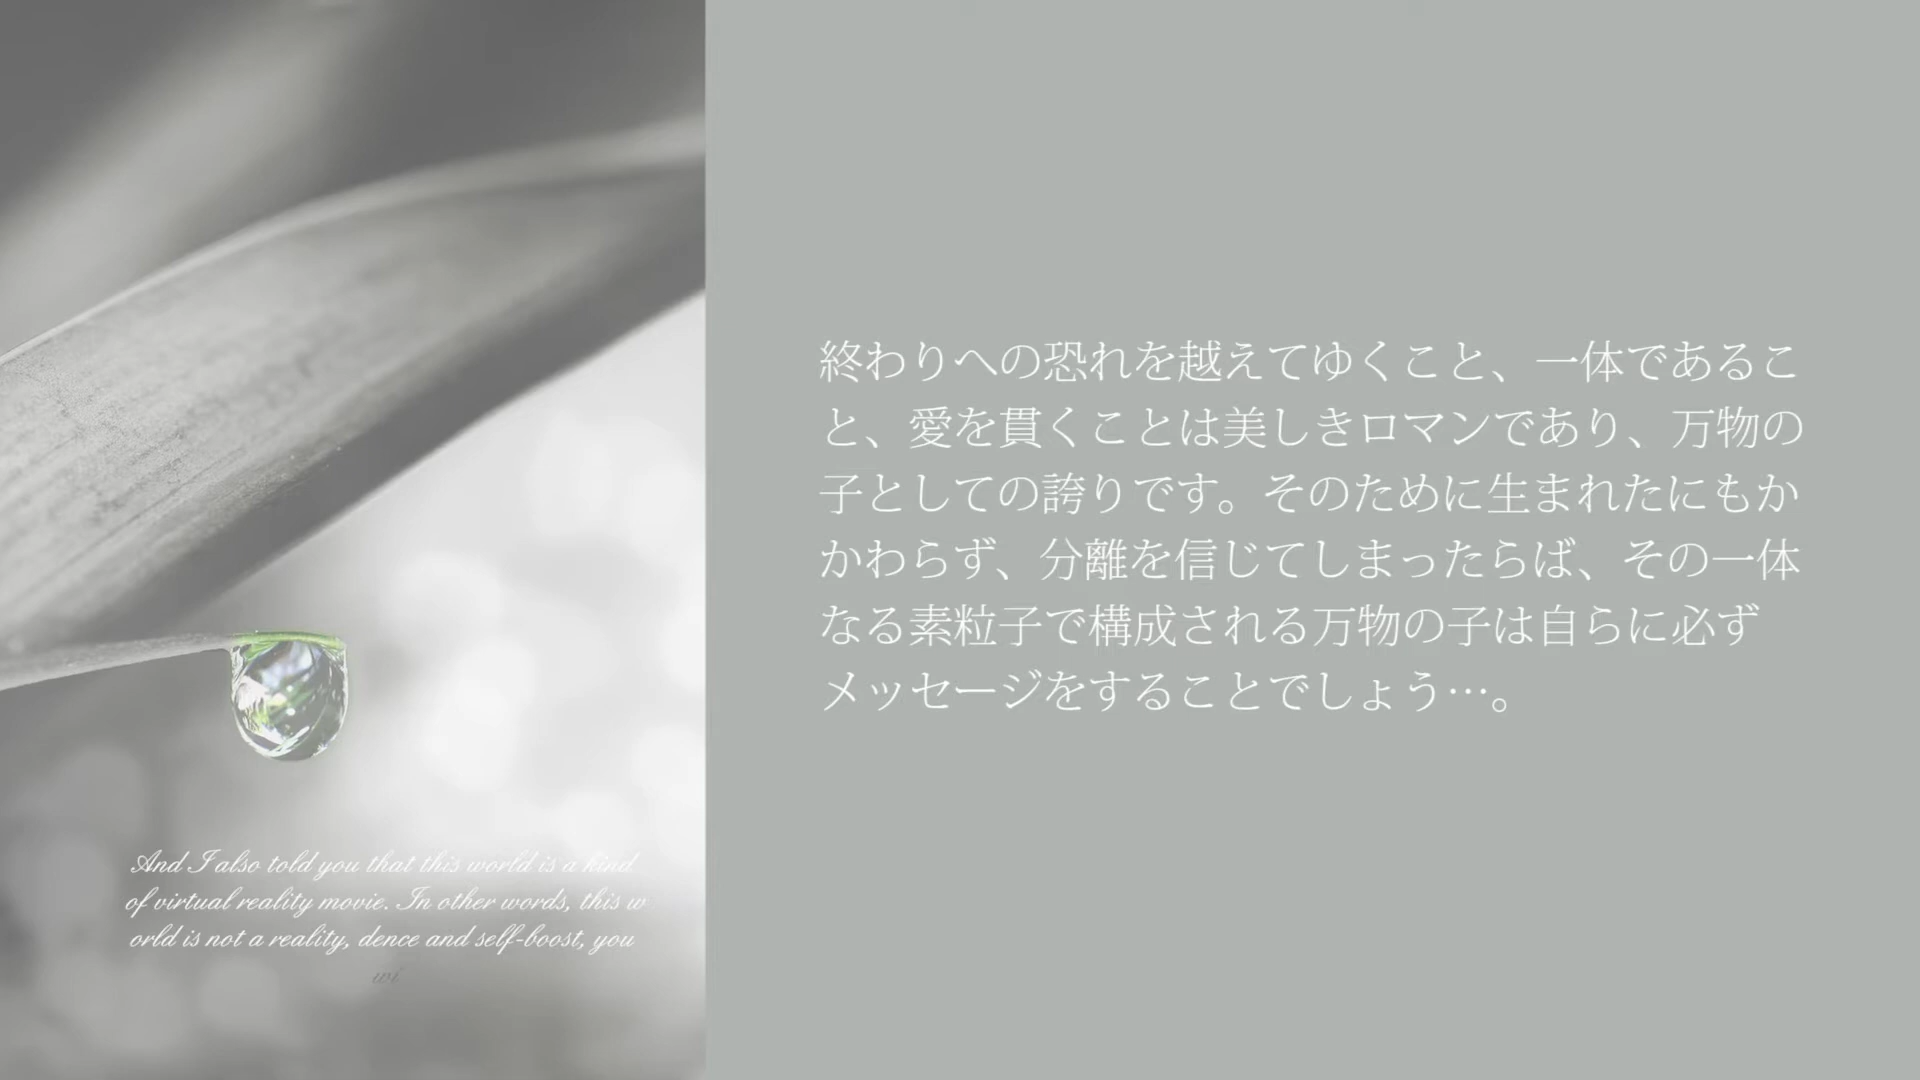 終わりへの恐れを越えてゆくこと、一体であるこ
と、愛を貫くことは美しきロマンであり、万物の
子としての誇りです。そのために生まれたにもか
かわらず、分離を信じてしまったらば、その一体
なる素粒子で構成される万物の子は自らに必ず
メッセージをすることでしょう…。
And I also told you that this world is a kind
of virtual reality movie. In other words, this w
orld is not a reality, dence and self-boost, you
wi